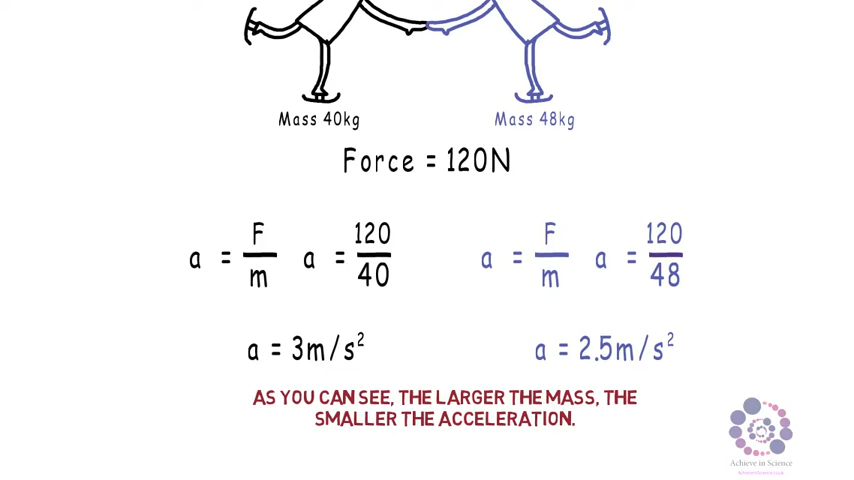 Mass 40kg
Mass 48kg
Force = 120N
a = F/m a = 120/40
a = F/m a = 120/48
a = 3m/s²
a = 2.5m/s²
AS YOU CAN SEE, THE LARGER THE MASS, THE
SMALLER THE ACCELERATION.
Achieve in Science